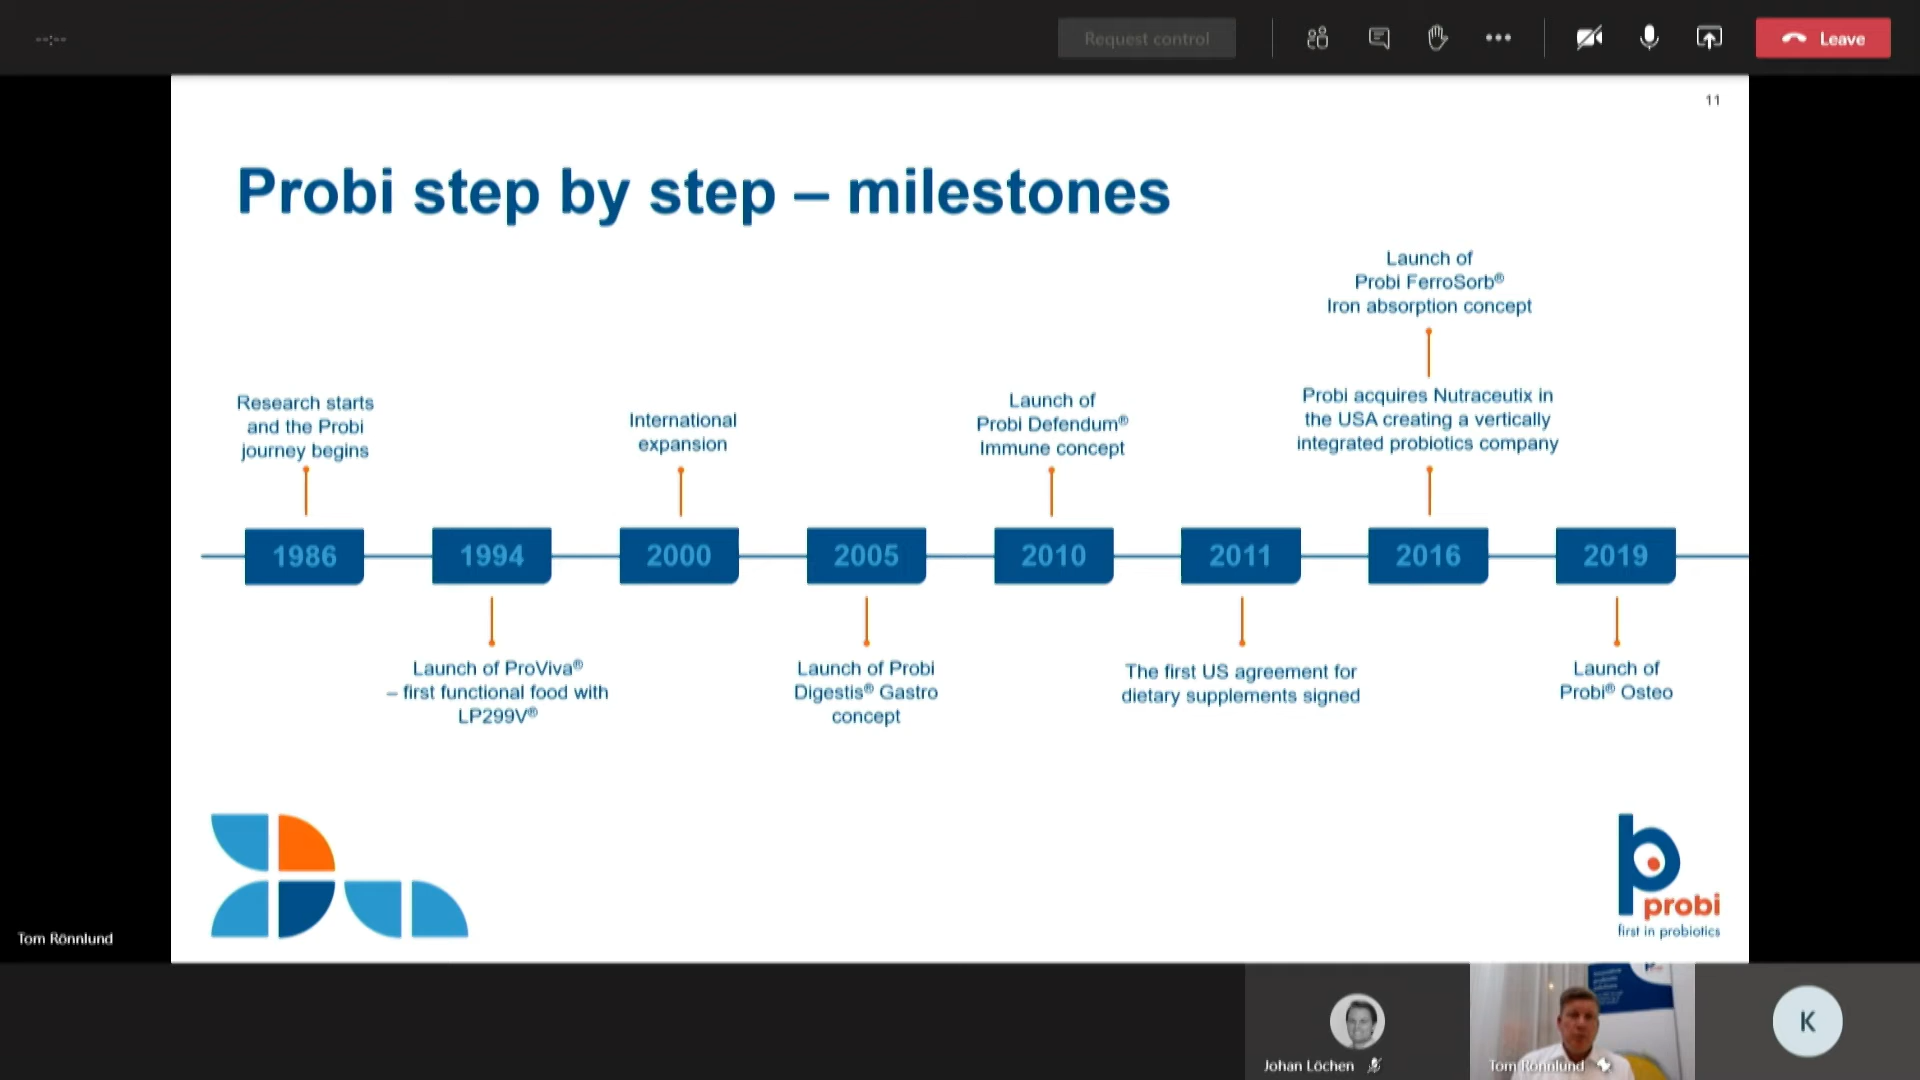 --:--
Request control
Leave
11
Probi step by step – milestones
Launch of
Probi FerroSorb®
Iron absorption concept
Research starts
and the Probi
journey begins
International
expansion
Launch of
Probi Defendum®
Immune concept
Probi acquires Nutraceutix in
the USA creating a vertically
integrated probiotics company
1986
1994
2000
2005
2010
2011
2016
2019
Launch of ProViva®
– first functional food with
LP299V®
Launch of Probi
Digestis® Gastro
concept
The first US agreement for
dietary supplements signed
Launch of
Probi® Osteo
probi
first in probiotics
Tom Rönnlund
Johan Löchen
Tom Rönnlund
K